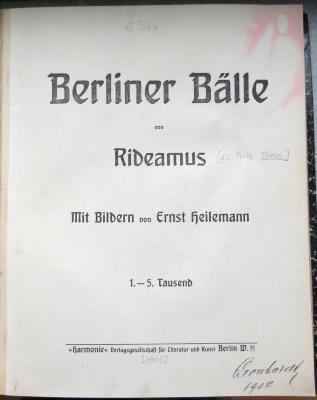 Berliner Bälle
von
Rideamus
Mit Bildern von Ernst Heilemann
1.—5. Tausend
»Harmonie« Verlagsgesellschaft für Literatur und Kunst Berlin W. 35
Leonhardt